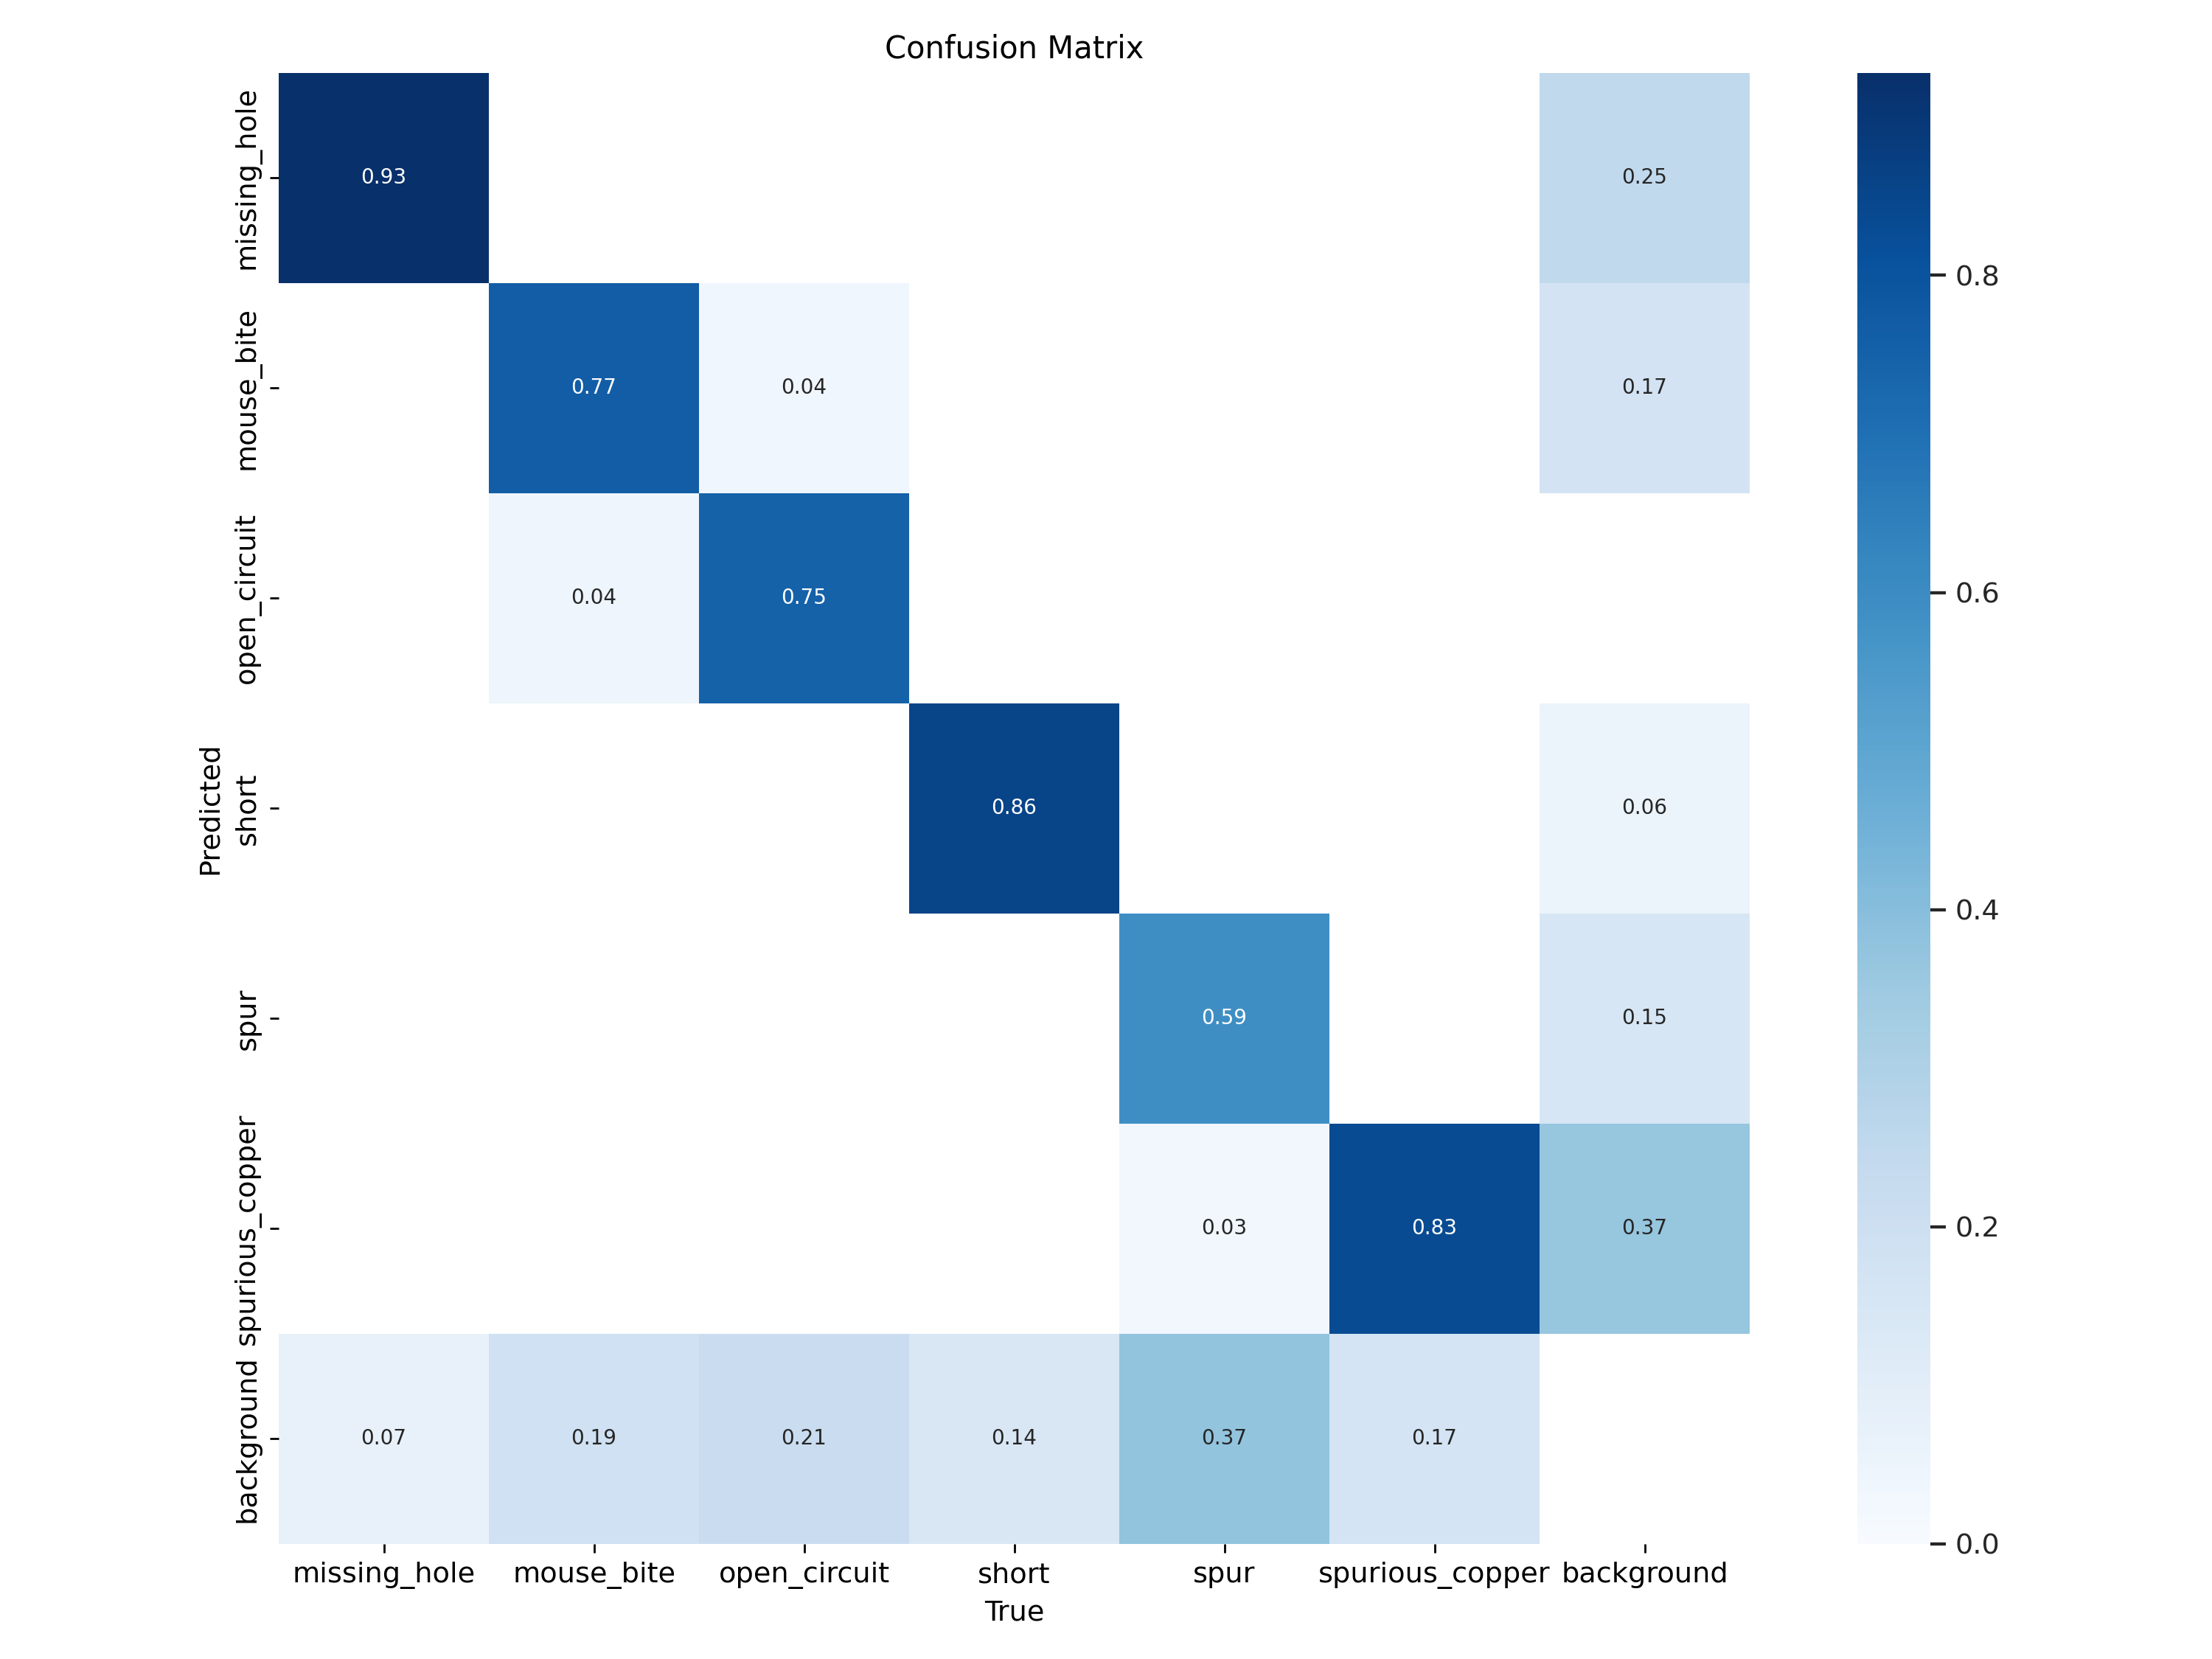 Confusion Matrix
missing_hole
0.93
0.25
mouse_bite
0.77
0.04
0.17
open_circuit
0.04
0.75
Predicted
short
0.86
0.06
spur
0.59
0.15
spurious_copper
0.03
0.83
0.37
background
0.07
0.19
0.21
0.14
0.37
0.17
missing_hole mouse_bite open_circuit short spur spurious_copper background
True
0.8
0.6
0.4
0.2
0.0